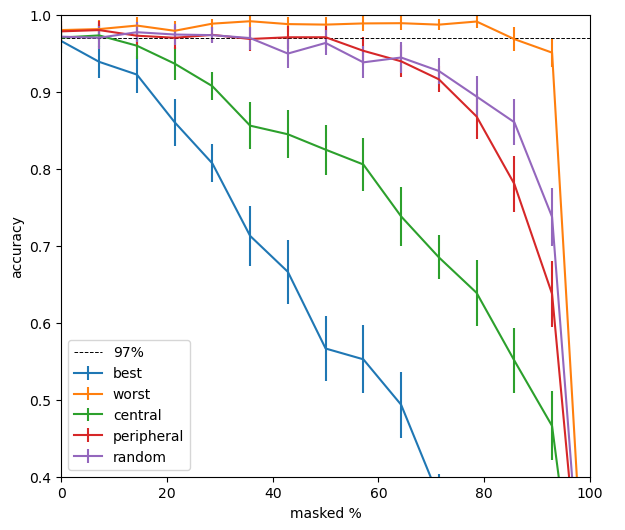 1.0
0.9
0.8
0.7
0.6
0.5
0.4
accuracy
97%
best
worst
central
peripheral
random
0 20 40 60 80 100
masked %